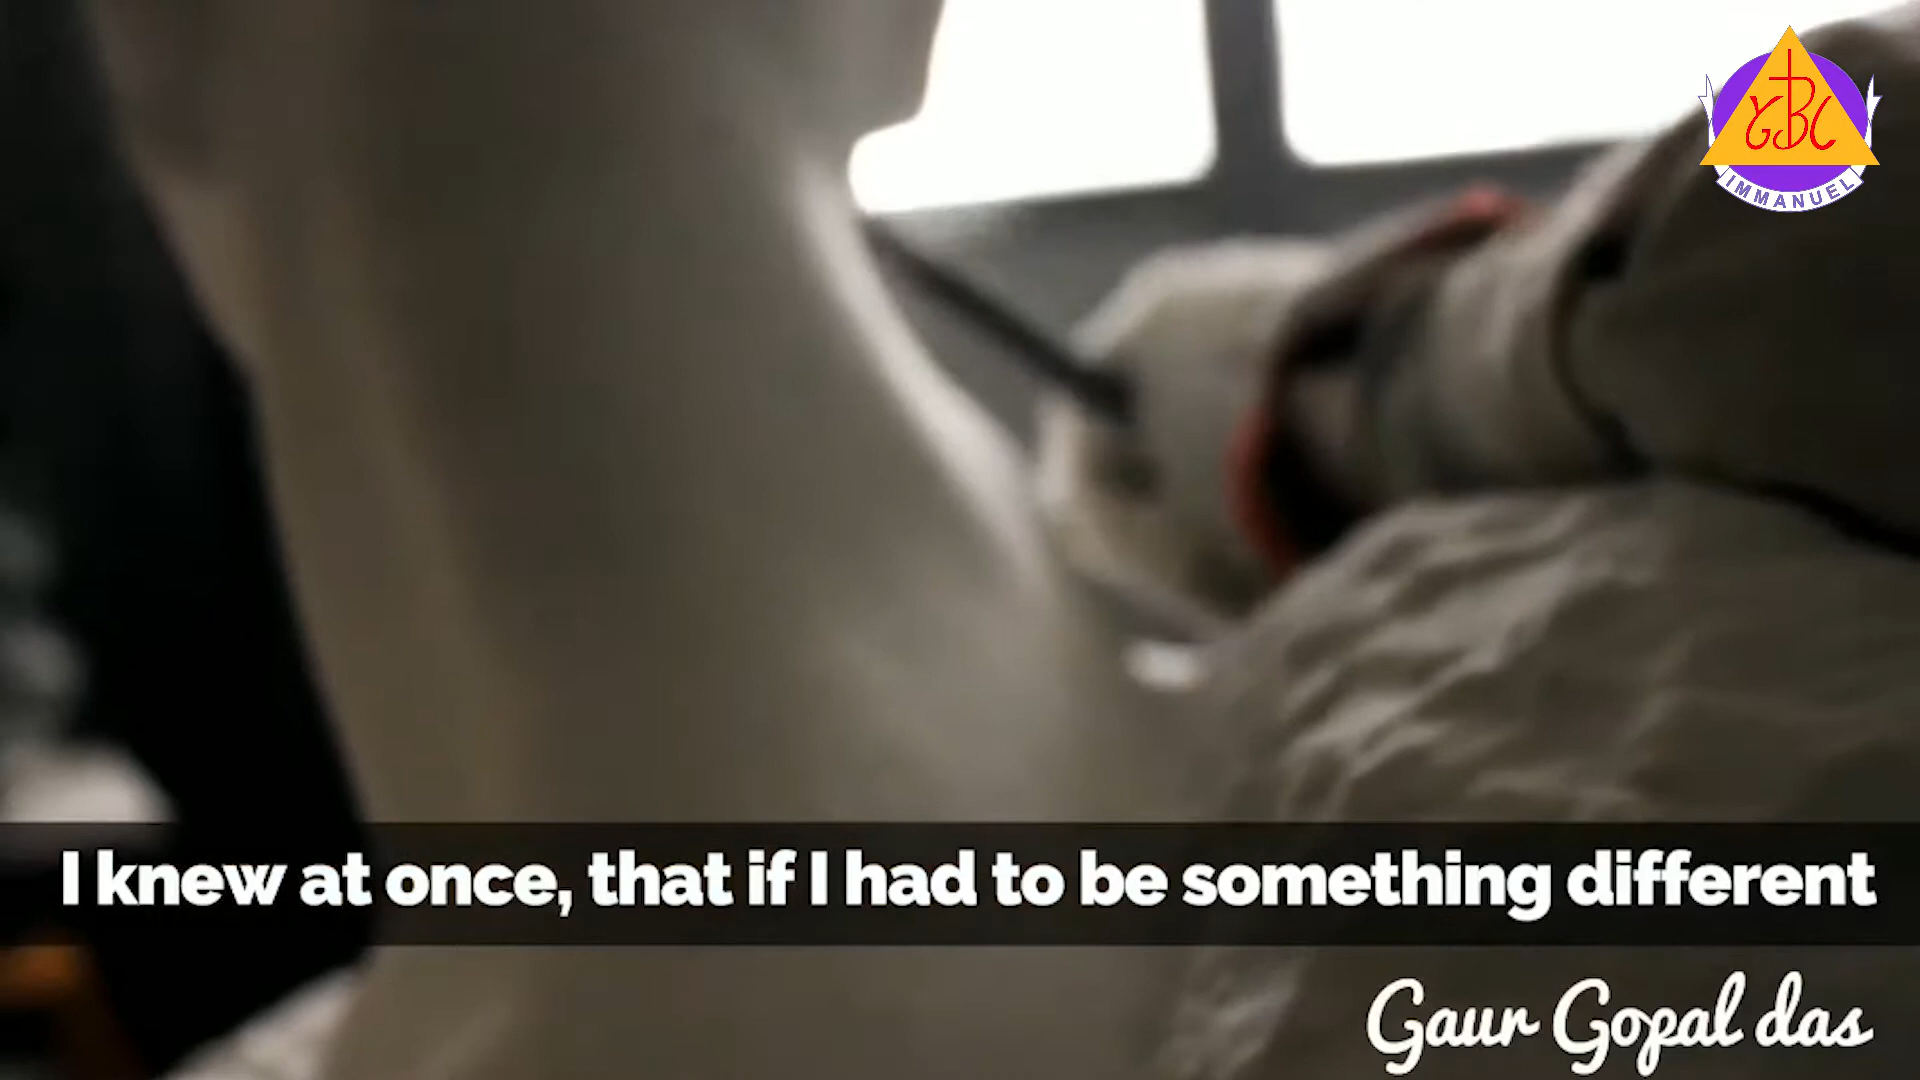 YBC
IMMANUEL
I knew at once, that if I had to be something different
Gaur Gopal das